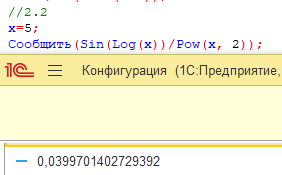 //2.2
x=5;
Сообщить(Sin(Log(x))/Pow(x, 2));
1С Конфигурация (1С:Предприятие,
– 0,0399701402729392